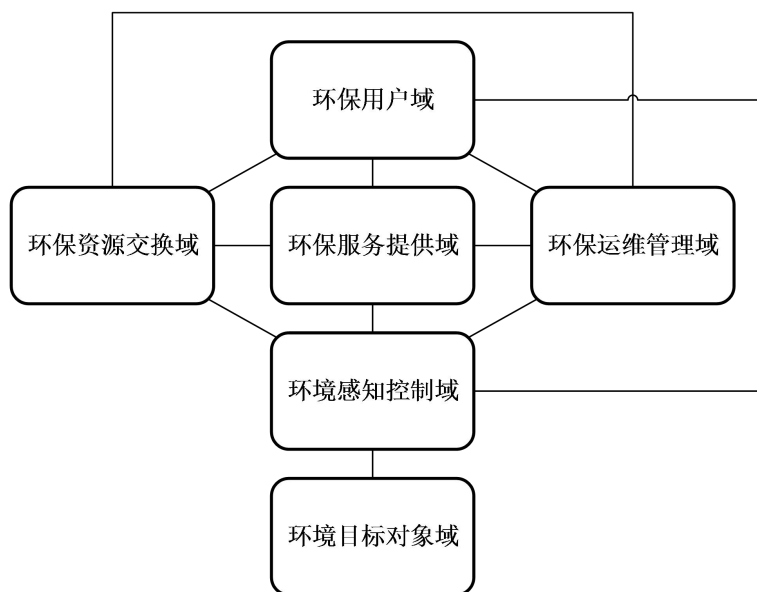 环保用户域
环保资源交换域
环保服务提供域
环保运维管理域
环境感知控制域
环境目标对象域